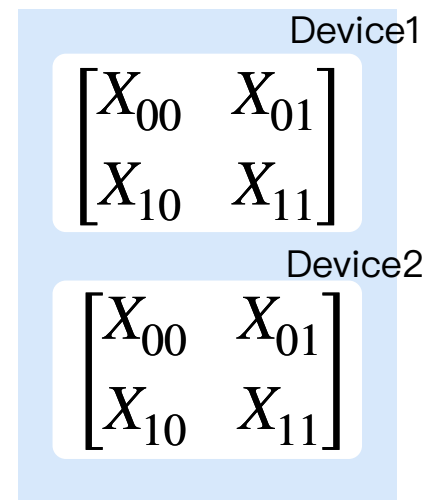 Device1
[X₀₀ X₀₁
X₁₀ X₁₁]
Device2
[X₀₀ X₀₁
X₁₀ X₁₁]